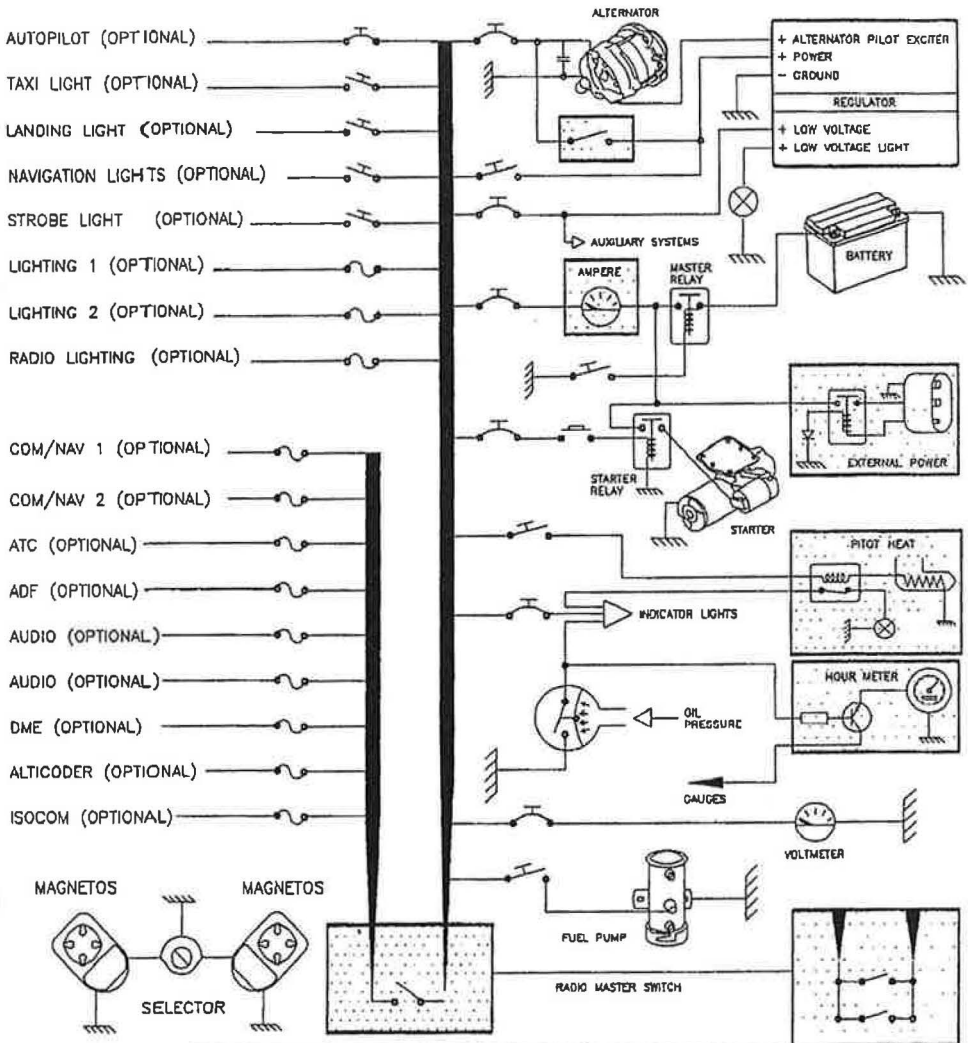 AUTOPILOT (OPTIONAL)
TAXI LIGHT (OPTIONAL)
LANDING LIGHT (OPTIONAL)
NAVIGATION LIGHTS (OPTIONAL)
STROBE LIGHT (OPTIONAL)
LIGHTING 1 (OPTIONAL)
LIGHTING 2 (OPTIONAL)
RADIO LIGHTING (OPTIONAL)
COM/NAV 1 (OPTIONAL)
COM/NAV 2 (OPTIONAL)
ATC (OPTIONAL)
ADF (OPTIONAL)
AUDIO (OPTIONAL)
AUDIO (OPTIONAL)
DME (OPTIONAL)
ALTICODER (OPTIONAL)
ISOCOM (OPTIONAL)
MAGNETOS
MAGNETOS
SELECTOR
ALTERNATOR
+ ALTERNATOR PILOT EXCITER
+ POWER
- GROUND
REGULATOR
+ LOW VOLTAGE
+ LOW VOLTAGE LIGHT
AUXILIARY SYSTEMS
AMPERE
MASTER
RELAY
BATTERY
EXTERNAL POWER
STARTER
RELAY
STARTER
PITOT HEAT
INDICATOR LIGHTS
HOUR METER
OIL
PRESSURE
GAUGES
VOLTMETER
FUEL PUMP
RADIO MASTER SWITCH